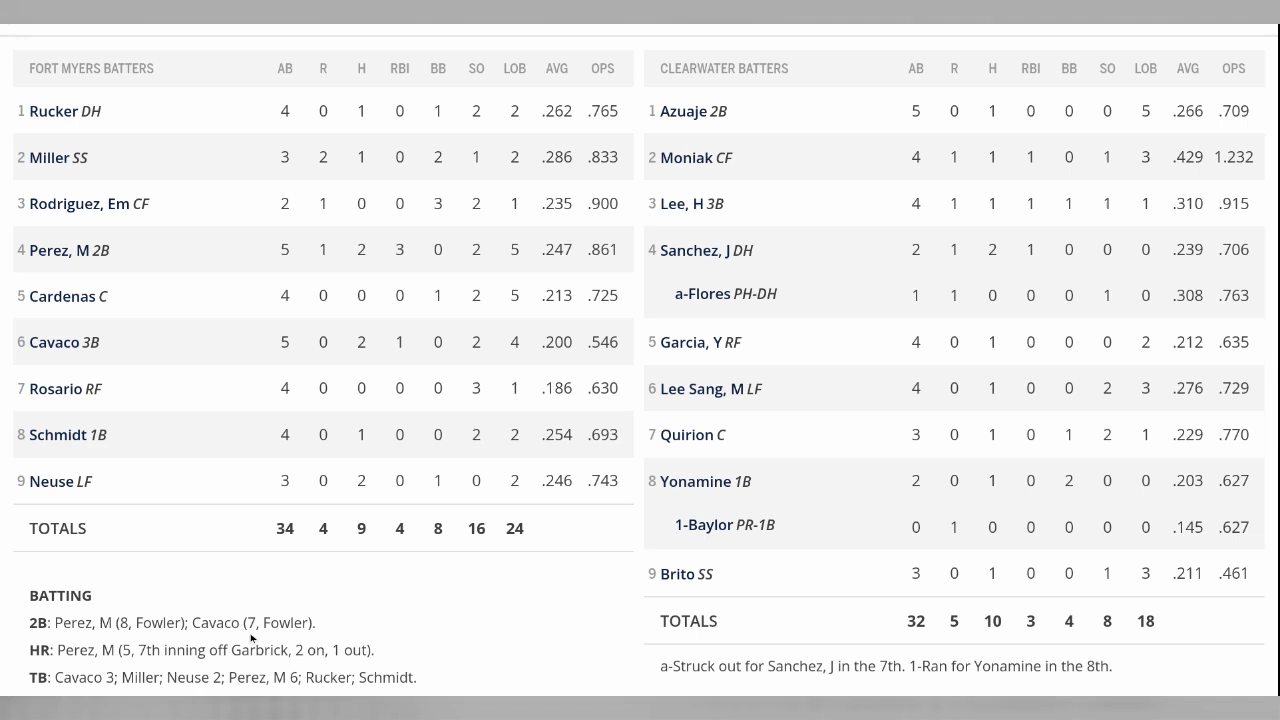 FORT MYERS BATTERS AB R H RBI BB SO LOB AVG OPS
1 Rucker DH 4 0 1 0 1 2 2 .262 .765
2 Miller SS 3 2 1 0 2 1 2 .286 .833
3 Rodriguez, Em CF 2 1 0 0 3 2 1 .235 .900
4 Perez, M 2B 5 1 2 3 0 2 5 .247 .861
5 Cardenas C 4 0 0 0 1 2 5 .213 .725
6 Cavaco 3B 5 0 2 1 0 2 4 .200 .546
7 Rosario RF 4 0 0 0 0 3 1 .186 .630
8 Schmidt 1B 4 0 1 0 0 2 2 .254 .693
9 Neuse LF 3 0 2 0 1 0 2 .246 .743
TOTALS 34 4 9 4 8 16 24
BATTING
2B: Perez, M (8, Fowler); Cavaco (7, Fowler).
HR: Perez, M (5, 7th inning off Garbrick, 2 on, 1 out).
TB: Cavaco 3; Miller; Neuse 2; Perez, M 6; Rucker; Schmidt.
CLEARWATER BATTERS AB R H RBI BB SO LOB AVG OPS
1 Azuaje 2B 5 0 1 0 0 0 5 .266 .709
2 Moniak CF 4 1 1 1 0 1 3 .429 1.232
3 Lee, H 3B 4 1 1 1 1 1 1 .310 .915
4 Sanchez, J DH 2 1 2 1 0 0 0 .239 .706
a-Flores PH-DH 1 1 0 0 0 1 0 .308 .763
5 Garcia, Y RF 4 0 1 0 0 0 2 .212 .635
6 Lee Sang, M LF 4 0 1 0 0 2 3 .276 .729
7 Quirion C 3 0 1 0 1 2 1 .229 .770
8 Yonamine 1B 2 0 1 0 2 0 0 .203 .627
1-Baylor PR-1B 0 1 0 0 0 0 0 .145 .627
9 Brito SS 3 0 1 0 0 1 3 .211 .461
TOTALS 32 5 10 3 4 8 18
a-Struck out for Sanchez, J in the 7th. 1-Ran for Yonamine in the 8th.